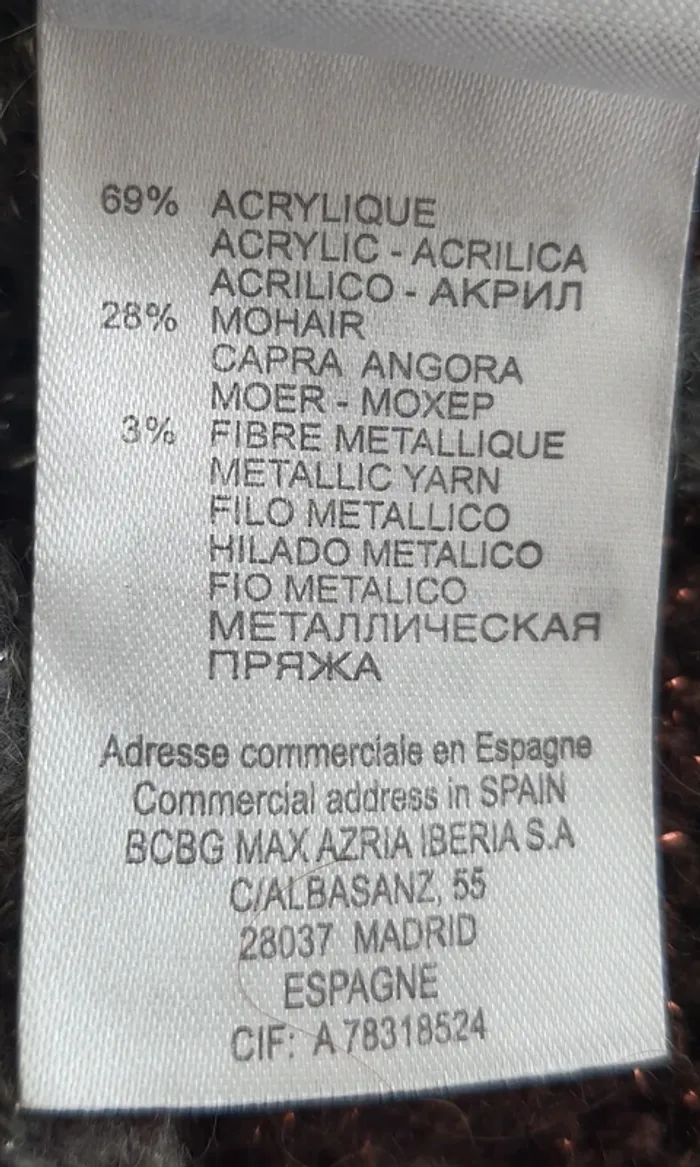 69% ACRYLIQUE
ACRYLIC - ACRILICA
ACRILICO - АКРИЛ
28% MOHAIR
CAPRA ANGORA
MOER - МОХЕР
3% FIBRE METALLIQUE
METALLIC YARN
FILO METALLICO
HILADO METALICO
FIO METALICO
МЕТАЛЛИЧЕСКАЯ
ПРЯЖА
Adresse commerciale en Espagne
Commercial address in SPAIN
BCBG MAX AZRIA IBERIA S.A
C/ALBASANZ, 55
28037 MADRID
ESPAGNE
CIF: A 78318524